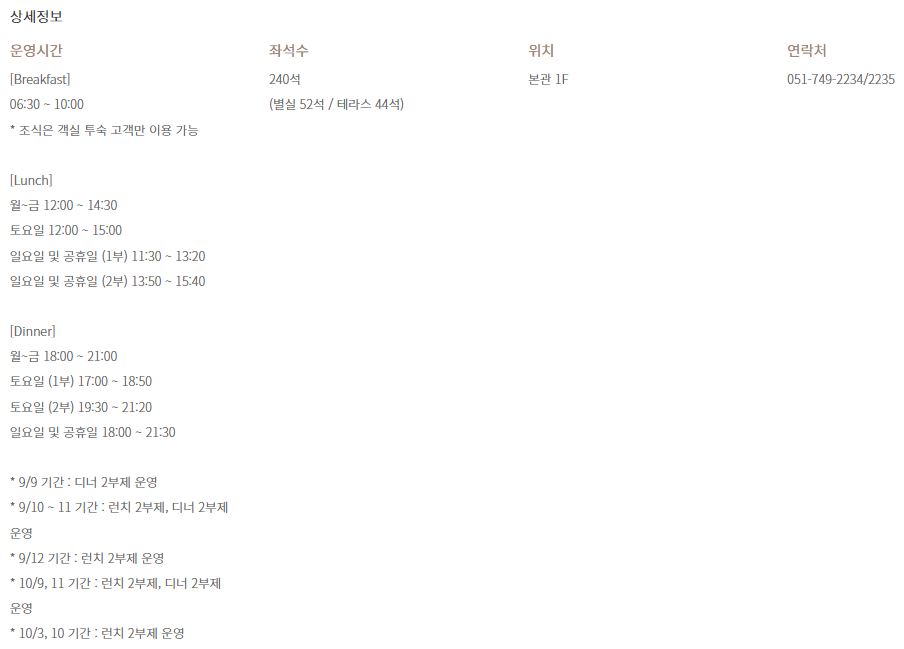 상세정보
운영시간
[Breakfast]
06:30 ~ 10:00
* 조식은 객실 투숙 고객만 이용 가능
[Lunch]
월~금 12:00 ~ 14:30
토요일 12:00 ~ 15:00
일요일 및 공휴일 (1부) 11:30 ~ 13:20
일요일 및 공휴일 (2부) 13:50 ~ 15:40
[Dinner]
월~금 18:00 ~ 21:00
토요일 (1부) 17:00 ~ 18:50
토요일 (2부) 19:30 ~ 21:20
일요일 및 공휴일 18:00 ~ 21:30
* 9/9 기간 : 디너 2부제 운영
* 9/10 ~ 11 기간 : 런치 2부제, 디너 2부제
운영
* 9/12 기간 : 런치 2부제 운영
* 10/9, 11 기간 : 런치 2부제, 디너 2부제
운영
* 10/3, 10 기간 : 런치 2부제 운영
좌석수
240석
(별실 52석 / 테라스 44석)
위치
본관 1F
연락처
051-749-2234/2235